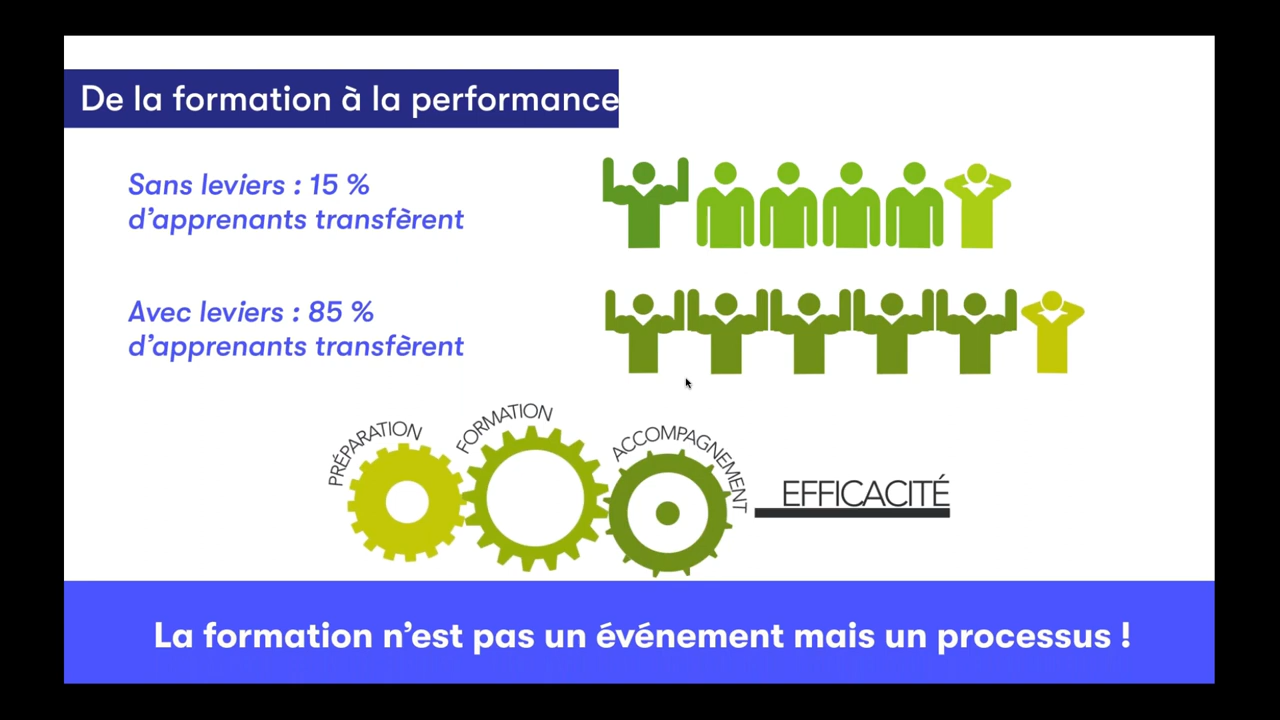 De la formation à la performance
Sans leviers : 15 %
d’apprenants transfèrent
Avec leviers : 85 %
d’apprenants transfèrent
PRÉPARATION
FORMATION
ACCOMPAGNEMENT
EFFICACITÉ
La formation n’est pas un événement mais un processus !